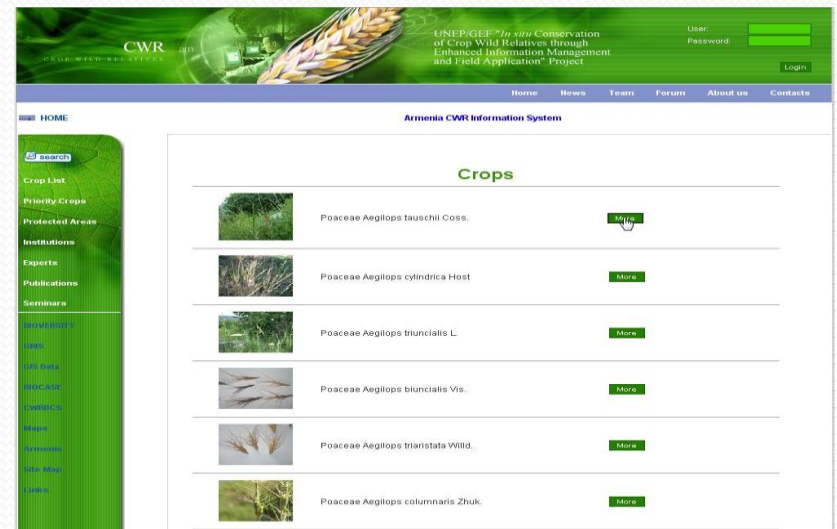 CWR
CROP WILD RELATIVES
am
UNEP/GEF "In situ Conservation
of Crop Wild Relatives through
Enhanced Information Management
and Field Application" Project
User:
Password:
Login
Home News Team Forum About us Contacts
HOME
Armenia CWR Information System
search
Crop List
Priority Crops
Protected Areas
Institutions
Experts
Publications
Seminars
BIOVERSITY
GRIS
GIS Data
BIOCASE
CWRDCS
Maps
Armenia
Site Map
Links
Crops
Poaceae Aegilops tauschii Coss.
More
Poaceae Aegilops cylindrica Host
More
Poaceae Aegilops triuncialis L.
More
Poaceae Aegilops biuncialis Vis.
More
Poaceae Aegilops triaristata Willd.
More
Poaceae Aegilops columnaris Zhuk.
More